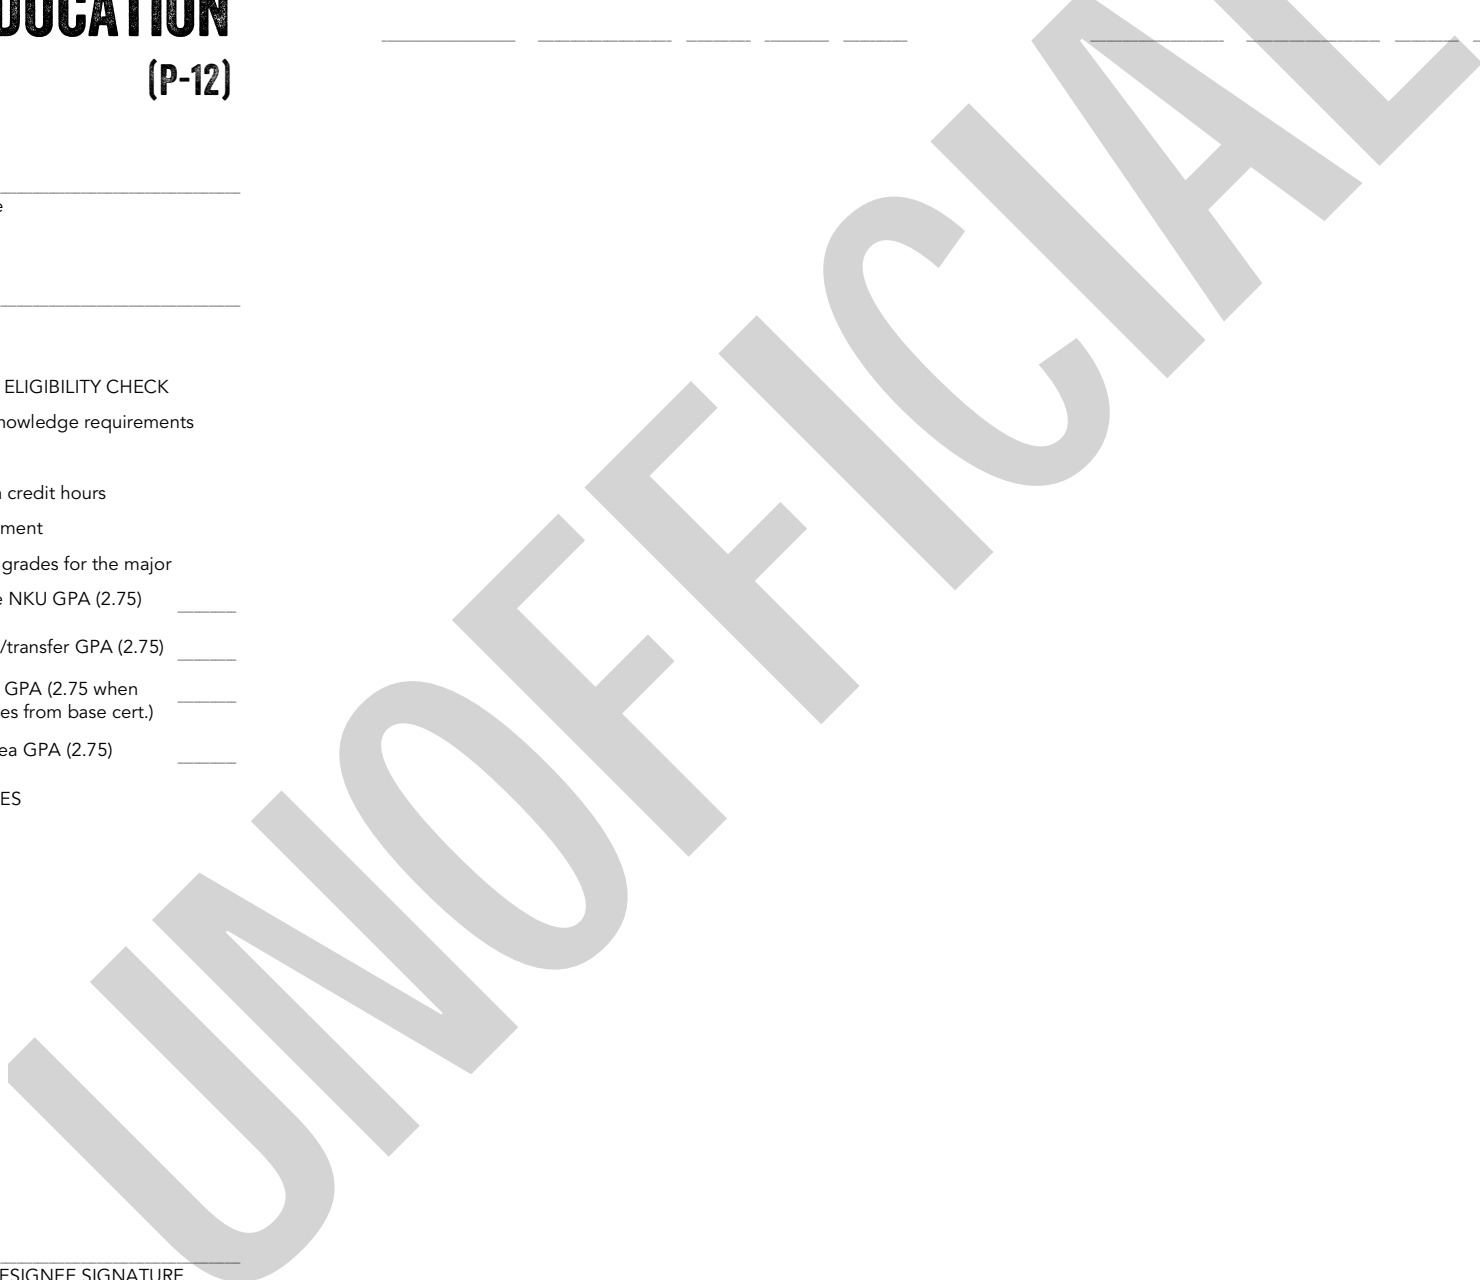 DUCATION
(P-12)
e
ELIGIBILITY CHECK
nowledge requirements
credit hours
ment
grades for the major
e NKU GPA (2.75)
/transfer GPA (2.75)
GPA (2.75 when
es from base cert.)
ea GPA (2.75)
ES
ESIGNEE SIGNATURE
UNOFFICIAL